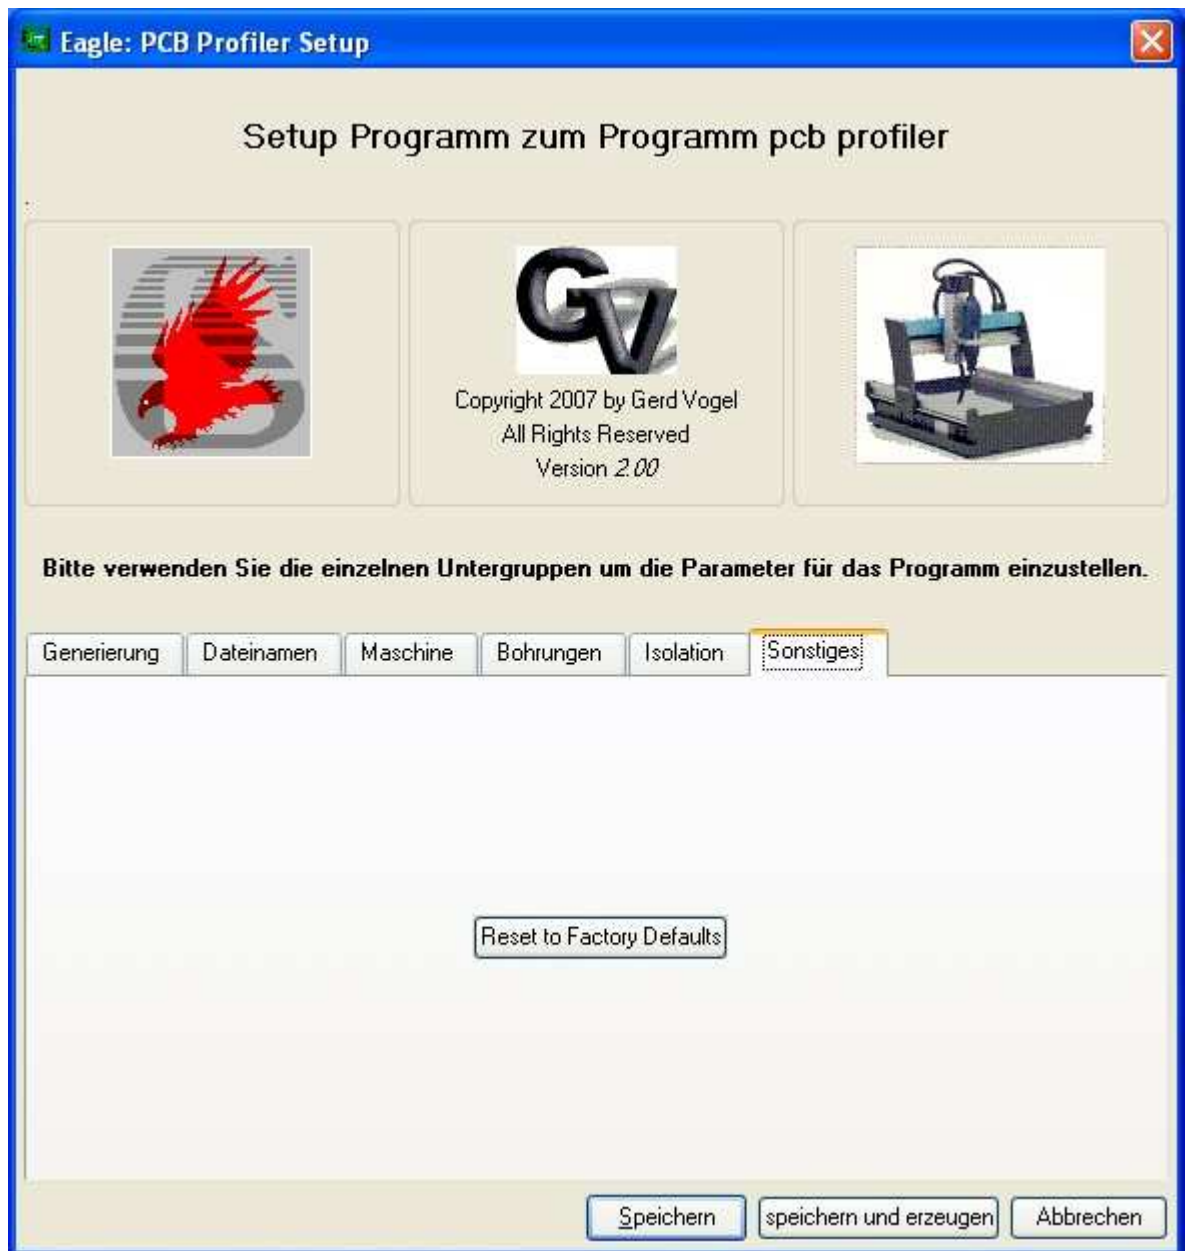 Eagle: PCB Profiler Setup
Setup Programm zum Programm pcb profiler
GV
Copyright 2007 by Gerd Vogel
All Rights Reserved
Version 2.00
Bitte verwenden Sie die einzelnen Untergruppen um die Parameter für das Programm einzustellen.
Generierung Dateinamen Maschine Bohrungen Isolation Sonstiges
Reset to Factory Defaults
Speichern speichern und erzeugen Abbrechen